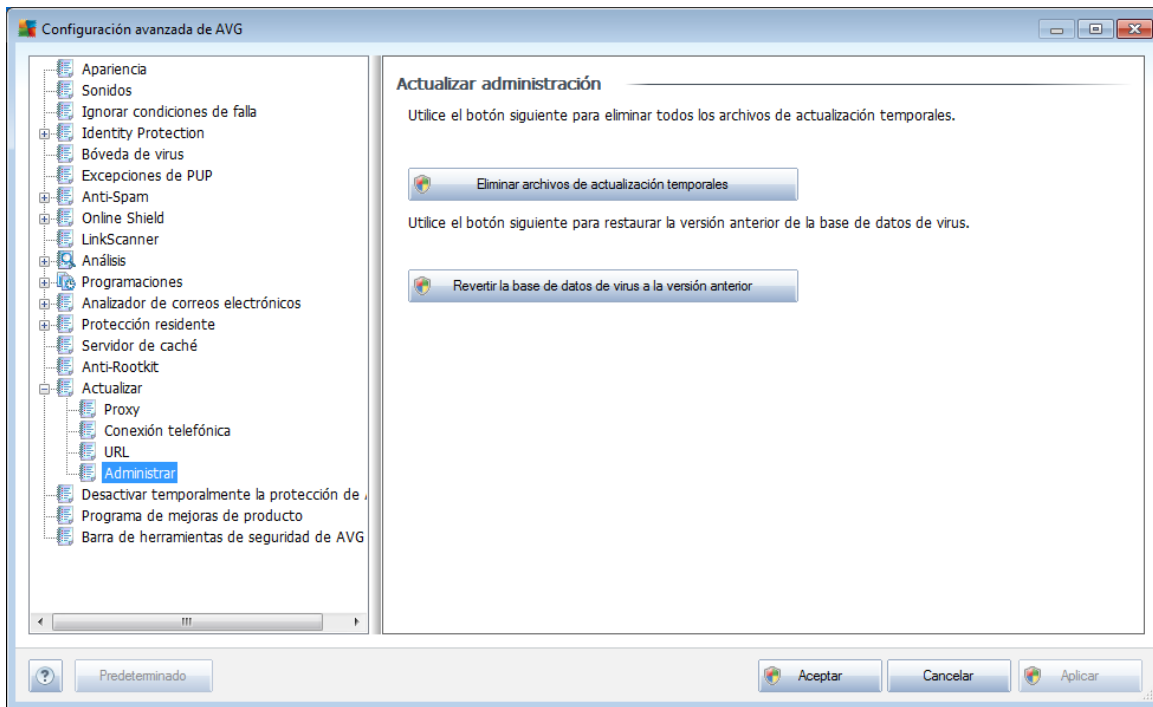 Configuración avanzada de AVG
Apariencia
Sonidos
Ignorar condiciones de falla
Identity Protection
Bóveda de virus
Excepciones de PUP
Anti-Spam
Online Shield
LinkScanner
Análisis
Programaciones
Analizador de correos electrónicos
Protección residente
Servidor de caché
Anti-Rootkit
Actualizar
Proxy
Conexión telefónica
URL
Administrar
Desactivar temporalmente la protección de
Programa de mejoras de producto
Barra de herramientas de seguridad de AVG
Actualizar administración
Utilice el botón siguiente para eliminar todos los archivos de actualización temporales.
Eliminar archivos de actualización temporales
Utilice el botón siguiente para restaurar la versión anterior de la base de datos de virus.
Revertir la base de datos de virus a la versión anterior
?
Predeterminado
Aceptar
Cancelar
Aplicar